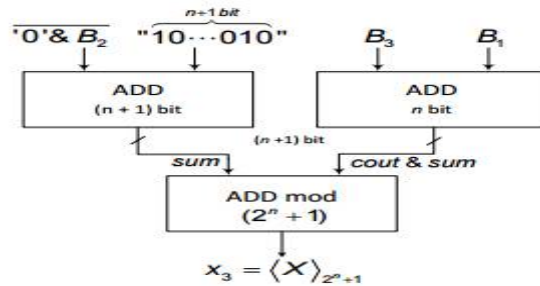 n+1 bit
'0' & B₂ "10⋯010" B₃ B₁
ADD ADD
(n + 1) bit n bit
(n+1) bit
sum cout & sum
ADD mod
(2ⁿ + 1)
x₃ = ⟨X⟩₂ⁿ₊₁